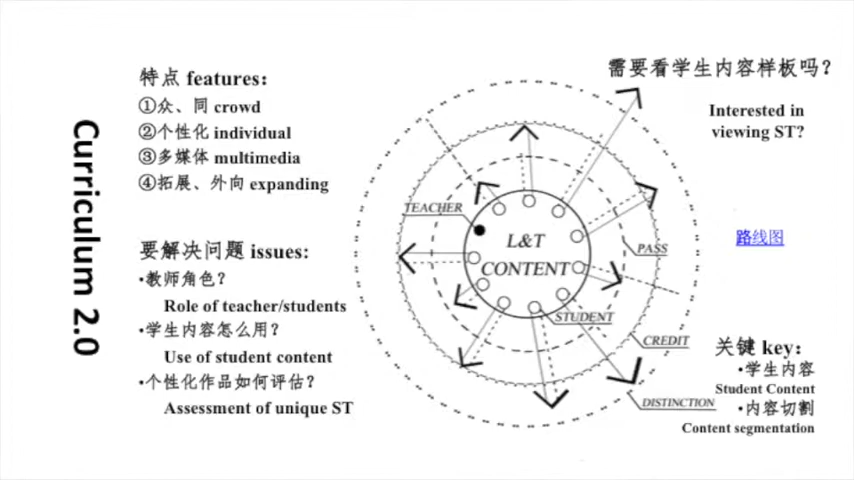 Curriculum 2.0
特点 features：
①众、同 crowd
②个性化 individual
③多媒体 multimedia
④拓展、外向 expanding
要解决问题 issues:
•教师角色？
Role of teacher/students
•学生内容怎么用？
Use of student content
•个性化作品如何评估？
Assessment of unique ST
TEACHER
L&T
CONTENT
STUDENT
PASS
CREDIT
DISTINCTION
需要看学生内容样板吗？
Interested in
viewing ST?
路线图
关键 key：
•学生内容
Student Content
•内容切割
Content segmentation